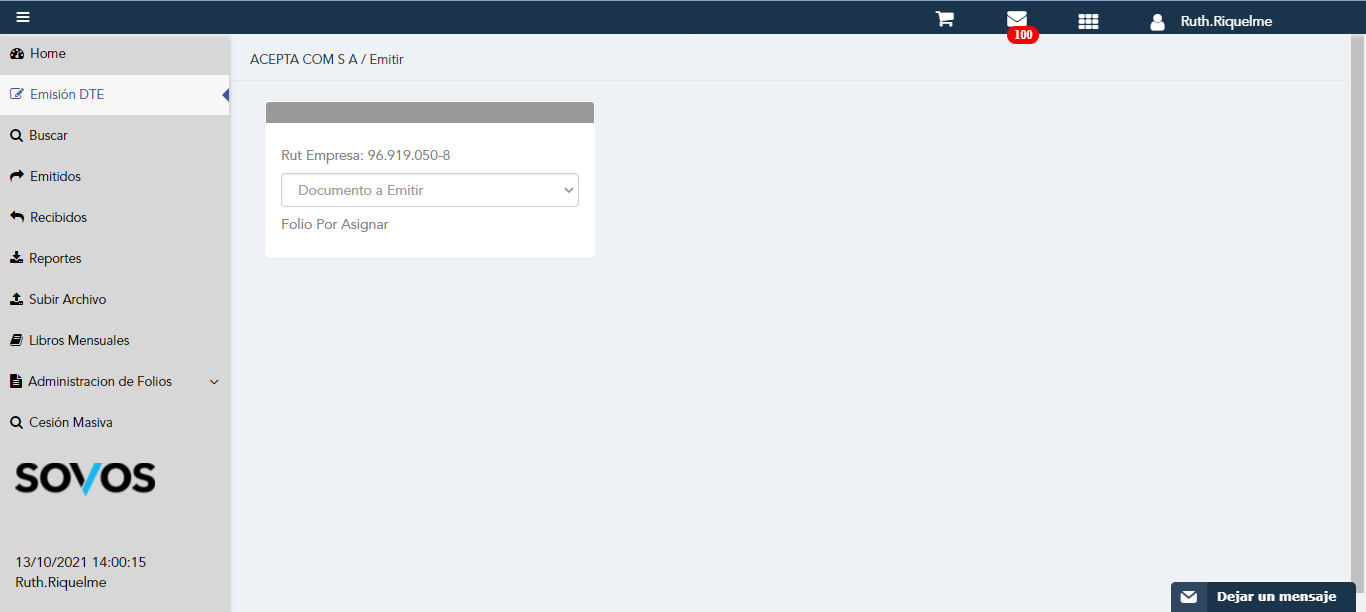 100
Ruth.Riquelme
Home
Emisión DTE
Buscar
Emitidos
Recibidos
Reportes
Subir Archivo
Libros Mensuales
Administracion de Folios
Cesión Masiva
SOVOS
13/10/2021 14:00:15
Ruth.Riquelme
ACEPTA COM S A / Emitir
Rut Empresa: 96.919.050-8
Documento a Emitir
Folio Por Asignar
Dejar un mensaje